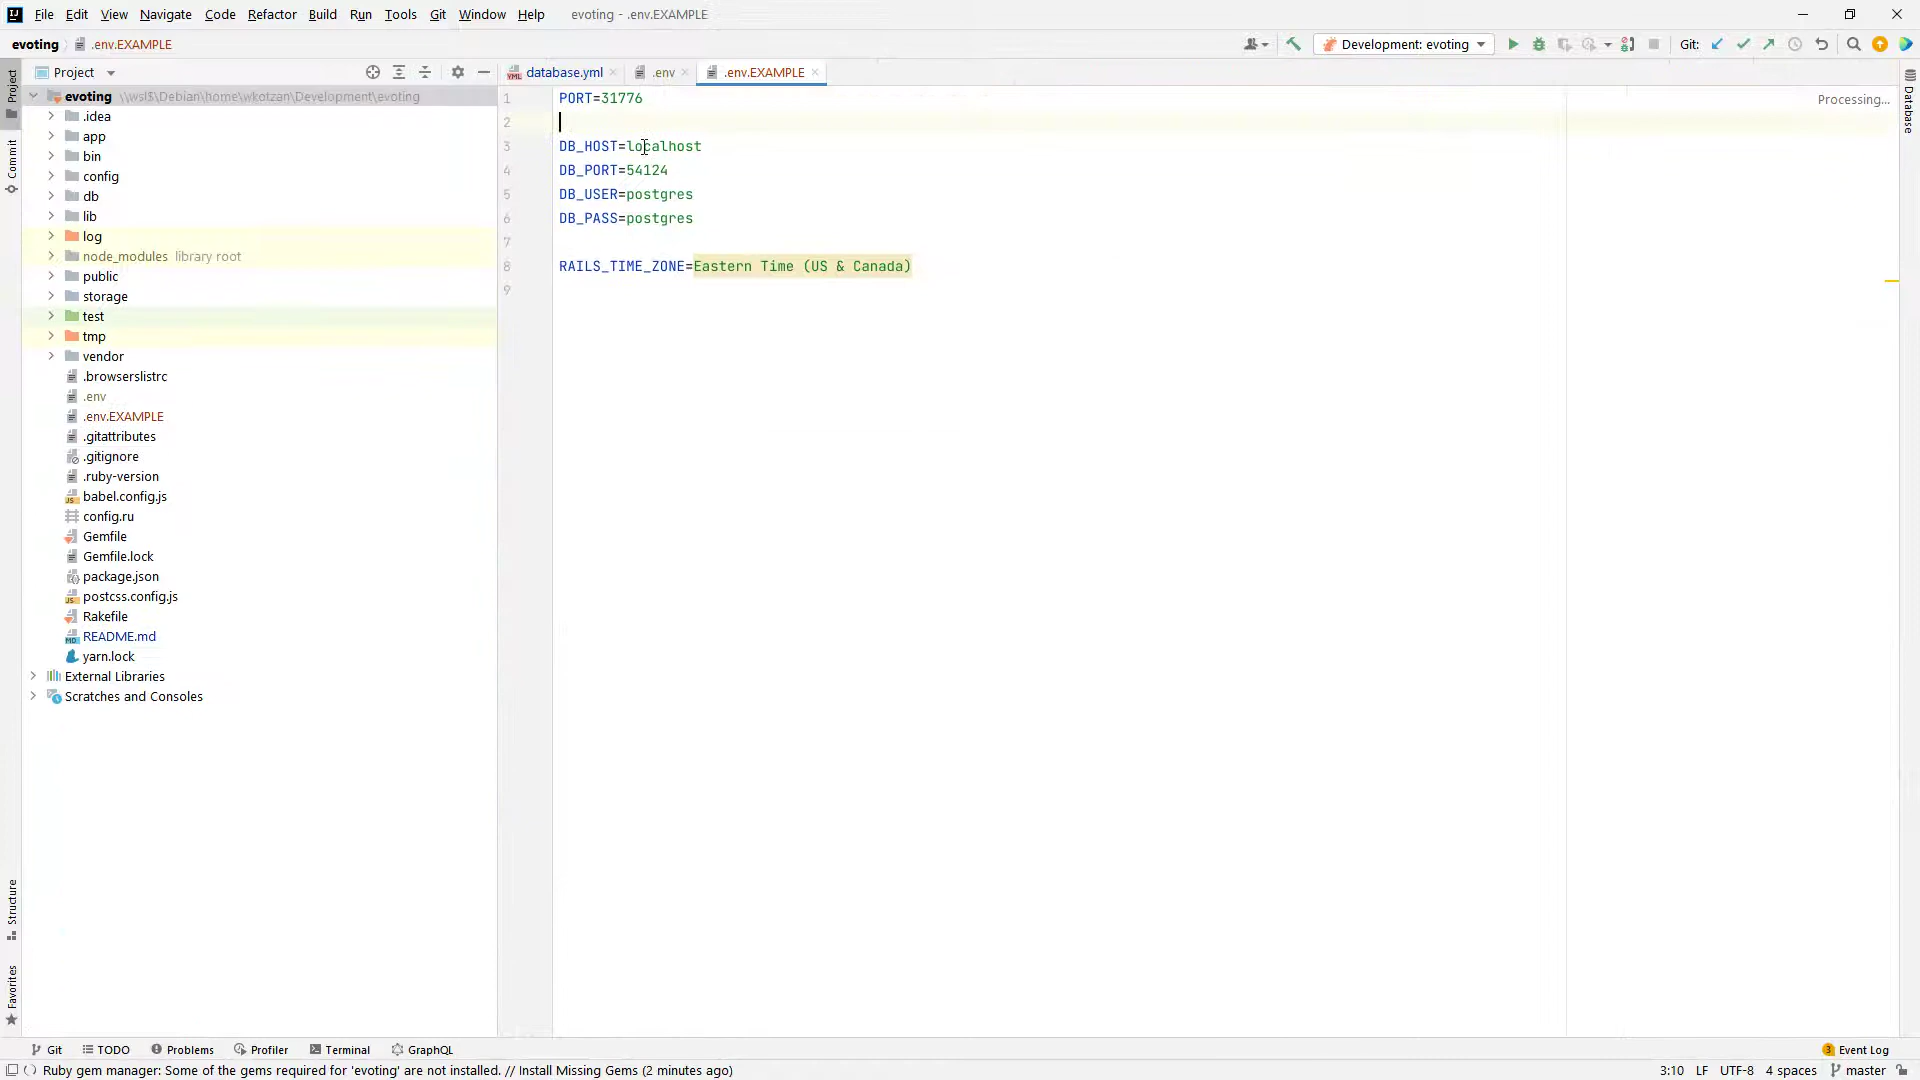 File Edit View Navigate Code Refactor Build Run Tools Git Window Help evoting - .env.EXAMPLE
evoting .env.EXAMPLE Development: evoting Git:
Project
database.yml .env .env.EXAMPLE
evoting \\wsl$\Debian\home\wkotzan\Development\evoting
.idea
app
bin
config
db
lib
log
node_modules library root
public
storage
test
tmp
vendor
.browserslistrc
.env
.env.EXAMPLE
.gitattributes
.gitignore
.ruby-version
babel.config.js
config.ru
Gemfile
Gemfile.lock
package.json
postcss.config.js
Rakefile
README.md
yarn.lock
External Libraries
Scratches and Consoles
1 PORT=31776
2
3 DB_HOST=localhost
4 DB_PORT=54124
5 DB_USER=postgres
6 DB_PASS=postgres
7
8 RAILS_TIME_ZONE=Eastern Time (US & Canada)
9
Processing...
Project
Commit
Structure
Favorites
Database
Git TODO Problems Profiler Terminal GraphQL 3 Event Log
Ruby gem manager: Some of the gems required for 'evoting' are not installed. // Install Missing Gems (2 minutes ago) 3:10 LF UTF-8 4 spaces master